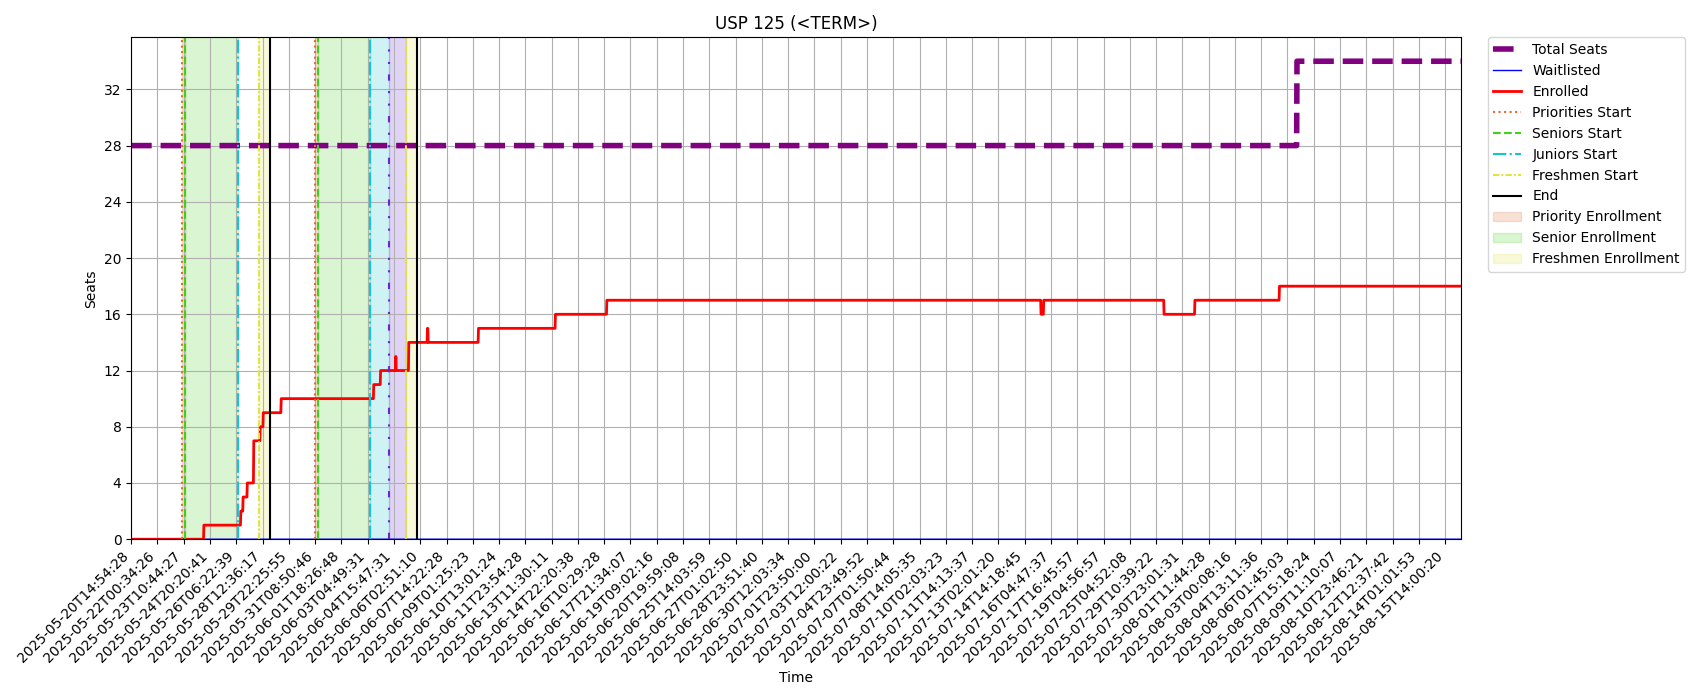 USP 125 (<TERM>)
Total Seats
Waitlisted
Enrolled
Priorities Start
Seniors Start
Juniors Start
Freshmen Start
End
Priority Enrollment
Senior Enrollment
Freshmen Enrollment
Seats
32
28
24
20
16
12
8
4
0
2025-05-20T14:54:28
2025-05-22T00:34:26
2025-05-23T10:44:27
2025-05-24T20:20:41
2025-05-26T06:22:39
2025-05-28T12:36:17
2025-05-29T22:25:55
2025-05-31T08:50:46
2025-06-01T18:26:48
2025-06-03T04:49:31
2025-06-04T15:47:31
2025-06-06T02:51:10
2025-06-07T14:22:28
2025-06-09T01:25:23
2025-06-10T13:01:24
2025-06-11T23:54:28
2025-06-13T11:30:11
2025-06-14T22:20:38
2025-06-16T10:29:28
2025-06-17T21:34:07
2025-06-19T09:02:16
2025-06-20T19:59:08
2025-06-25T14:03:59
2025-06-27T01:02:50
2025-06-28T23:51:40
2025-06-30T12:03:34
2025-07-01T23:50:00
2025-07-03T12:00:22
2025-07-04T23:49:52
2025-07-07T01:50:44
2025-07-08T14:05:35
2025-07-10T02:03:23
2025-07-11T14:13:37
2025-07-13T02:01:20
2025-07-14T14:18:45
2025-07-16T04:47:37
2025-07-17T16:45:57
2025-07-19T04:56:57
2025-07-25T04:52:08
2025-07-29T10:39:22
2025-07-30T23:01:31
2025-08-01T11:44:28
2025-08-03T00:08:16
2025-08-04T13:11:36
2025-08-06T01:45:03
2025-08-07T15:18:24
2025-08-09T11:10:07
2025-08-10T23:46:21
2025-08-12T12:37:42
2025-08-14T01:01:53
2025-08-15T14:00:20
Time